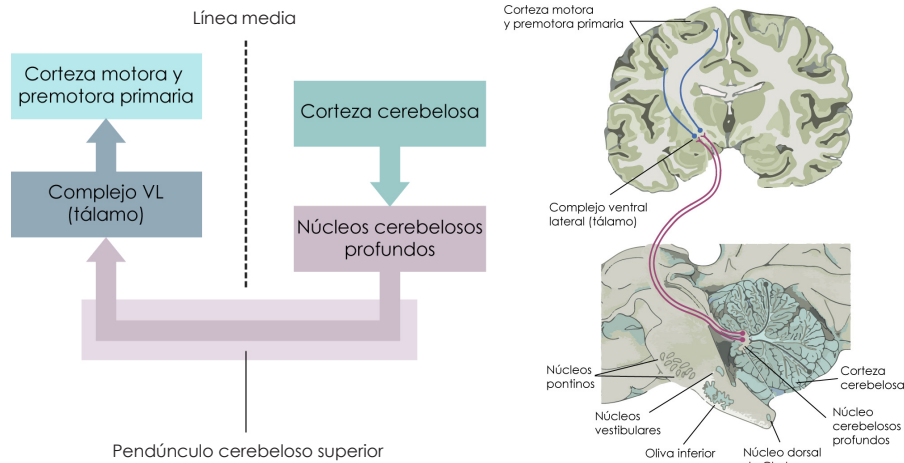 Línea media
Corteza motora y
premotora primaria
Corteza cerebelosa
Complejo VL
(tálamo)
Núcleos cerebelosos
profundos
Pendúnculo cerebeloso superior
Corteza motora
y premotora primaria
Complejo ventral
lateral (tálamo)
Núcleos
pontinos
Núcleos
vestibulares
Oliva inferior
Núcleo dorsal
Corteza
cerebelosa
Núcleo
cerebelosos
profundos